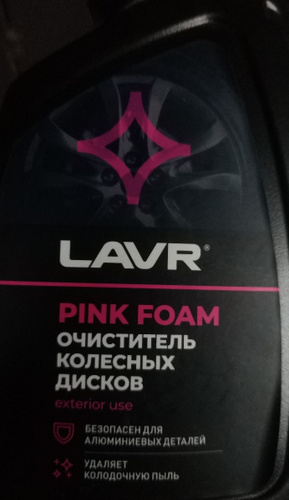 LAVR®
PINK FOAM
ОЧИСТИТЕЛЬ
КОЛЕСНЫХ
ДИСКОВ
exterior use
БЕЗОПАСЕН ДЛЯ
АЛЮМИНИЕВЫХ ДЕТАЛЕЙ
УДАЛЯЕТ
КОЛОДОЧНУЮ ПЫЛЬ